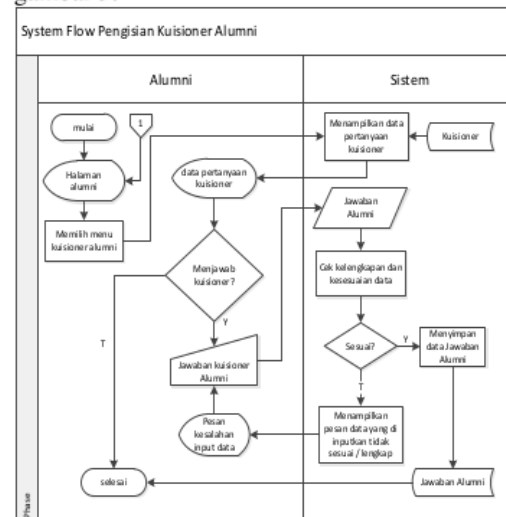 System Flow Pengisian Kuisioner Alumni
Alumni
Sistem
mulai
1
Menampilkan data
pertanyaan
kuisioner
Kuisioner
Halaman
alumni
data pertanyaan
kuisioner
Jawaban
Alumni
Memilih menu
kuisioner alumni
Cek kelengkapan dan
kesesuaian data
Menjawab
kuisioner?
T
Y
Sesuai?
Y
Menyimpan
data Jawaban
Alumni
T
Jawaban kuisioner
Alumni
Pesan
kesalahan
input data
Menampilkan
pesan data yang di
inputkan tidak
sesuai / lengkap
selesai
Jawaban Alumni
Phase